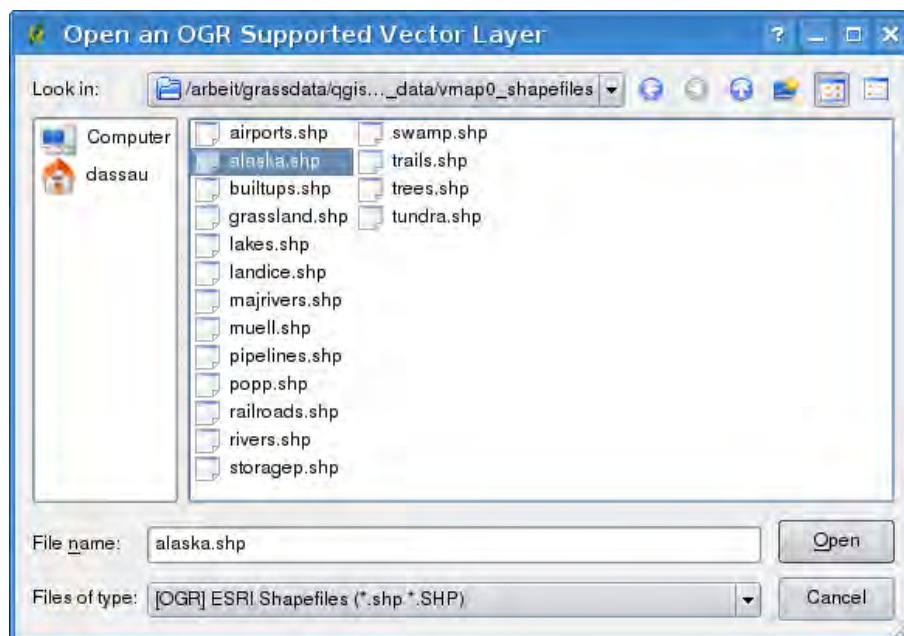 Open an OGR Supported Vector Layer
Look in:
/arbeit/grassdata/qgis..._data/vmap0_shapefiles
Computer
dassau
airports.shp
alaska.shp
builtups.shp
grassland.shp
lakes.shp
landice.shp
majrivers.shp
muell.shp
pipelines.shp
popp.shp
railroads.shp
rivers.shp
storagep.shp
swamp.shp
trails.shp
trees.shp
tundra.shp
File name:
alaska.shp
Open
Files of type:
[OGR] ESRI Shapefiles (*.shp *.SHP)
Cancel